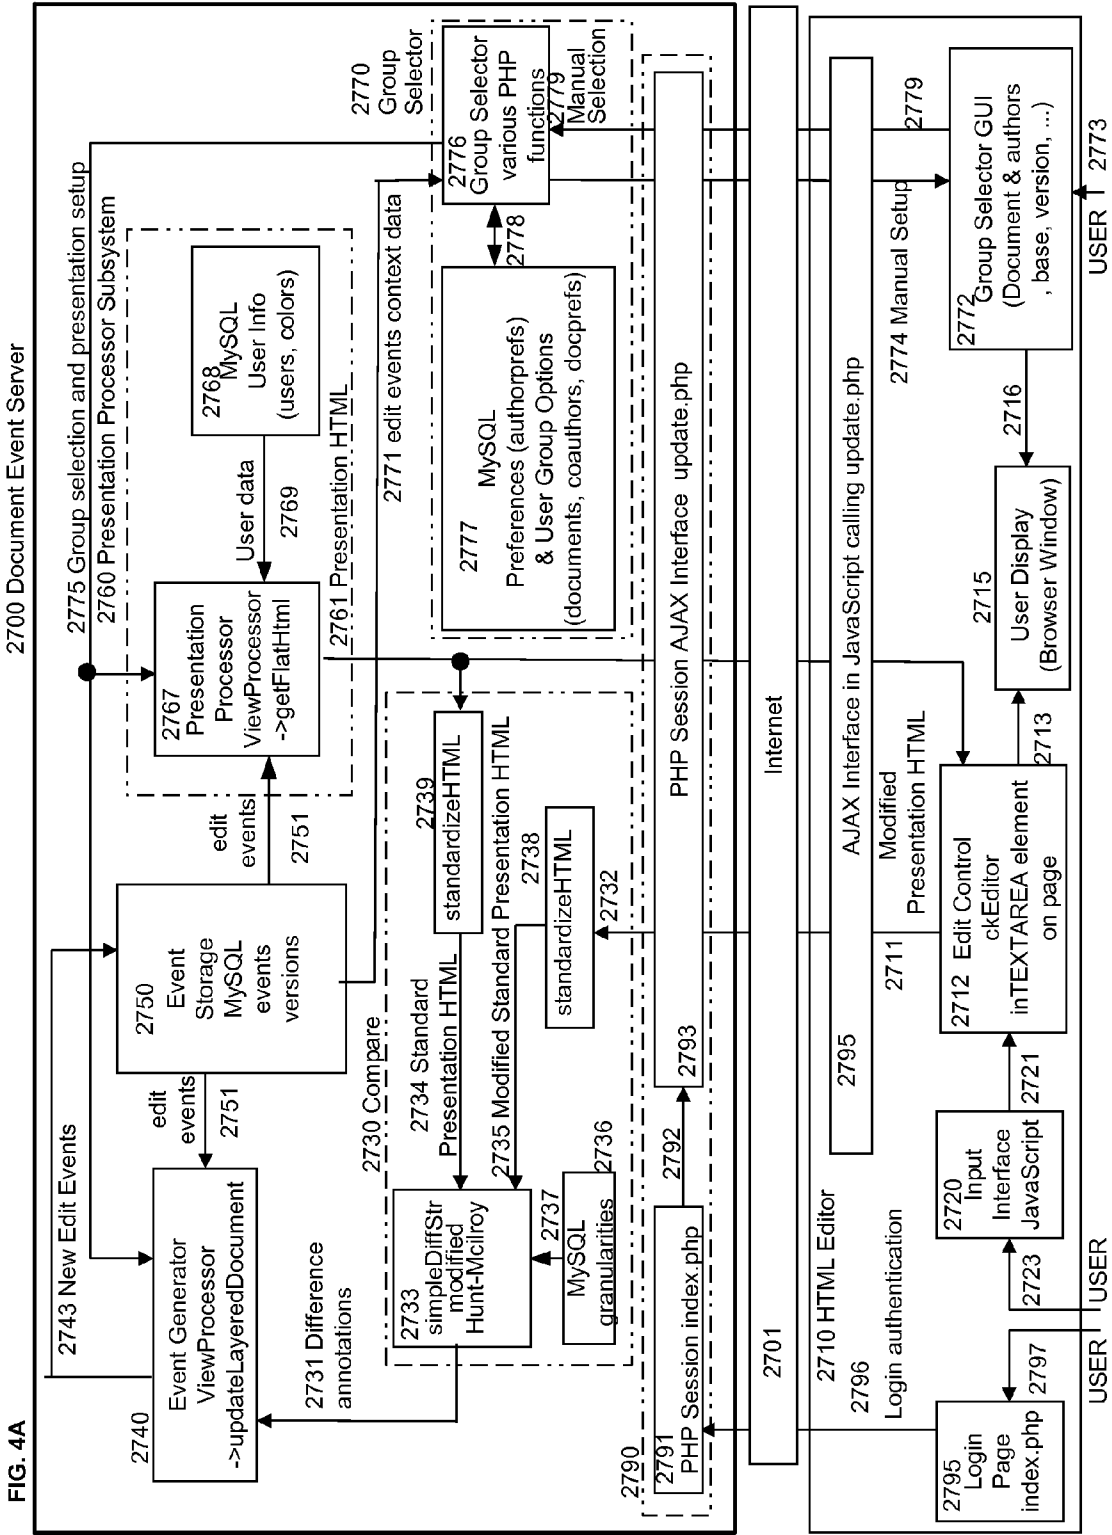 FIG. 4A
2700 Document Event Server
2743 New Edit Events
2775 Group selection and presentation setup
2760 Presentation Processor Subsystem
2740
Event Generator
ViewProcessor
->updateLayeredDocument
edit
events
2751
2750
Event
Storage
MySQL
events
versions
edit
events
2751
2767
Presentation
Processor
ViewProcessor
->getFlatHtml
User data
2769
2768
MySQL
User Info
(users, colors)
2761 Presentation HTML
2771 edit events context data
2770
Group
Selector
2776
Group Selector
various PHP
functions
2779
Manual
Selection
2778
2777
MySQL
Preferences (authorprefs)
& User Group Options
(documents, coauthors, docprefs)
2731 Difference
annotations
2730 Compare
2733
simpleDiffStr
modified
Hunt-Mcilroy
2734 Standard
Presentation HTML
2735 Modified Standard Presentation HTML
2739
standardizeHTML
2738
standardizeHTML
2732
2737
MySQL
granularities
2736
2790
2791
PHP Session index.php
2792
2793
PHP Session AJAX Interface update.php
2701
Internet
2710 HTML Editor
2796
Login authentication
2795
AJAX Interface in JavaScript calling update.php
2711
Modified
Presentation HTML
2774 Manual Setup
2779
2795
Login
Page
index.php
2797
USER
2723
USER
2720
Input
Interface
JavaScript
2721
2712 Edit Control
ckEditor
inTEXTAREA element
on page
2713
2715
User Display
(Browser Window)
2716
2772
Group Selector GUI
(Document & authors
, base, version, ...)
USER
2773